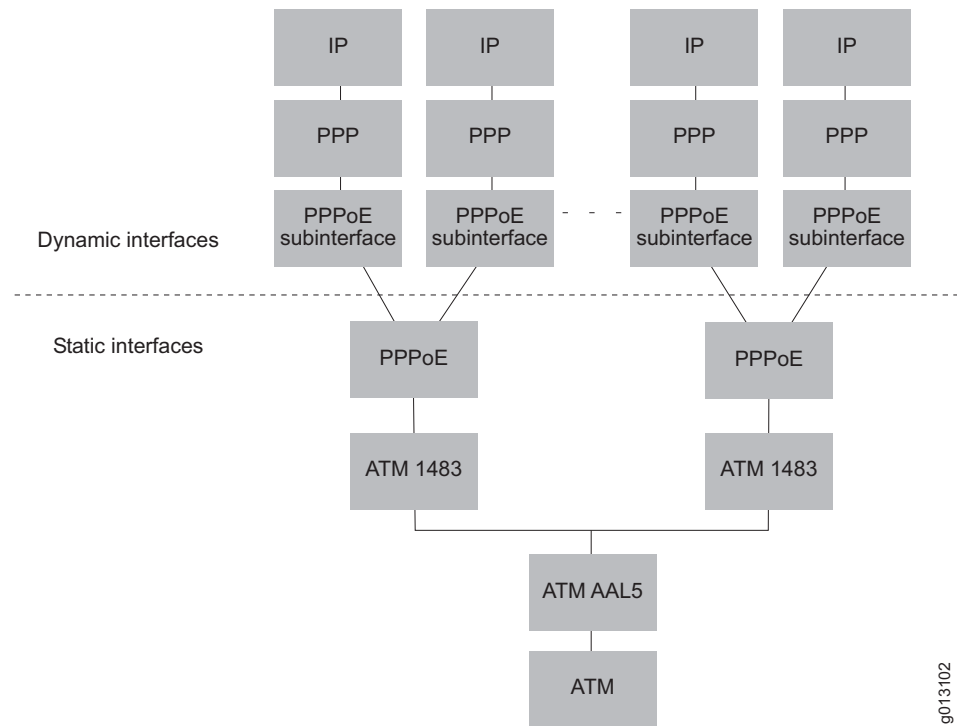 IP
IP
IP
IP
PPP
PPP
PPP
PPP
PPPoE
subinterface
PPPoE
subinterface
PPPoE
subinterface
PPPoE
subinterface
Dynamic interfaces
Static interfaces
PPPoE
PPPoE
ATM 1483
ATM 1483
ATM AAL5
ATM
g013102